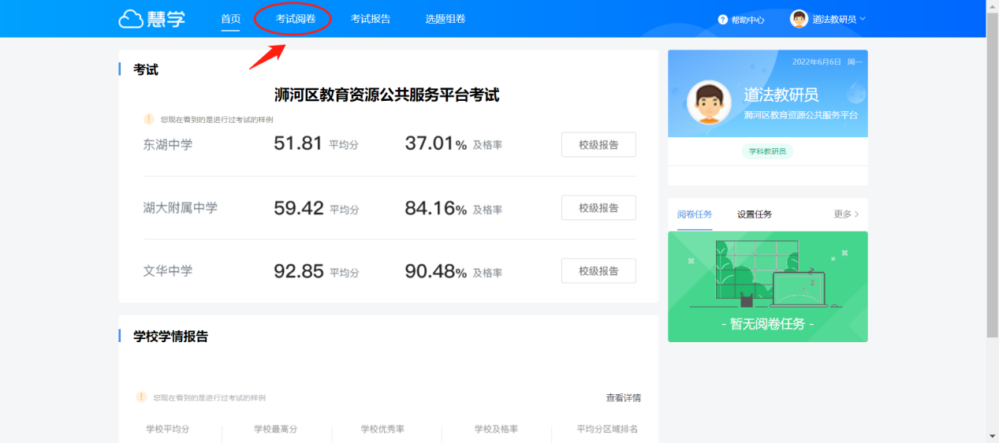 慧学 首页 考试阅卷 考试报告 选题组卷 帮助中心 道法教研员
考试
浉河区教育资源公共服务平台考试
您现在看到的是进行过考试的样例
东湖中学 51.81 平均分 37.01% 及格率 校级报告
湖大附属中学 59.42 平均分 84.16% 及格率 校级报告
文华中学 92.85 平均分 90.48% 及格率 校级报告
学校学情报告
您现在看到的是进行过考试的样例 查看详情
学校平均分 学校最高分 学校优秀率 学校及格率 平均分区域排名
2022年6月6日 周一
道法教研员
浉河区教育资源公共服务平台
学科教研员
阅卷任务 设置任务 更多
- 暂无阅卷任务 -